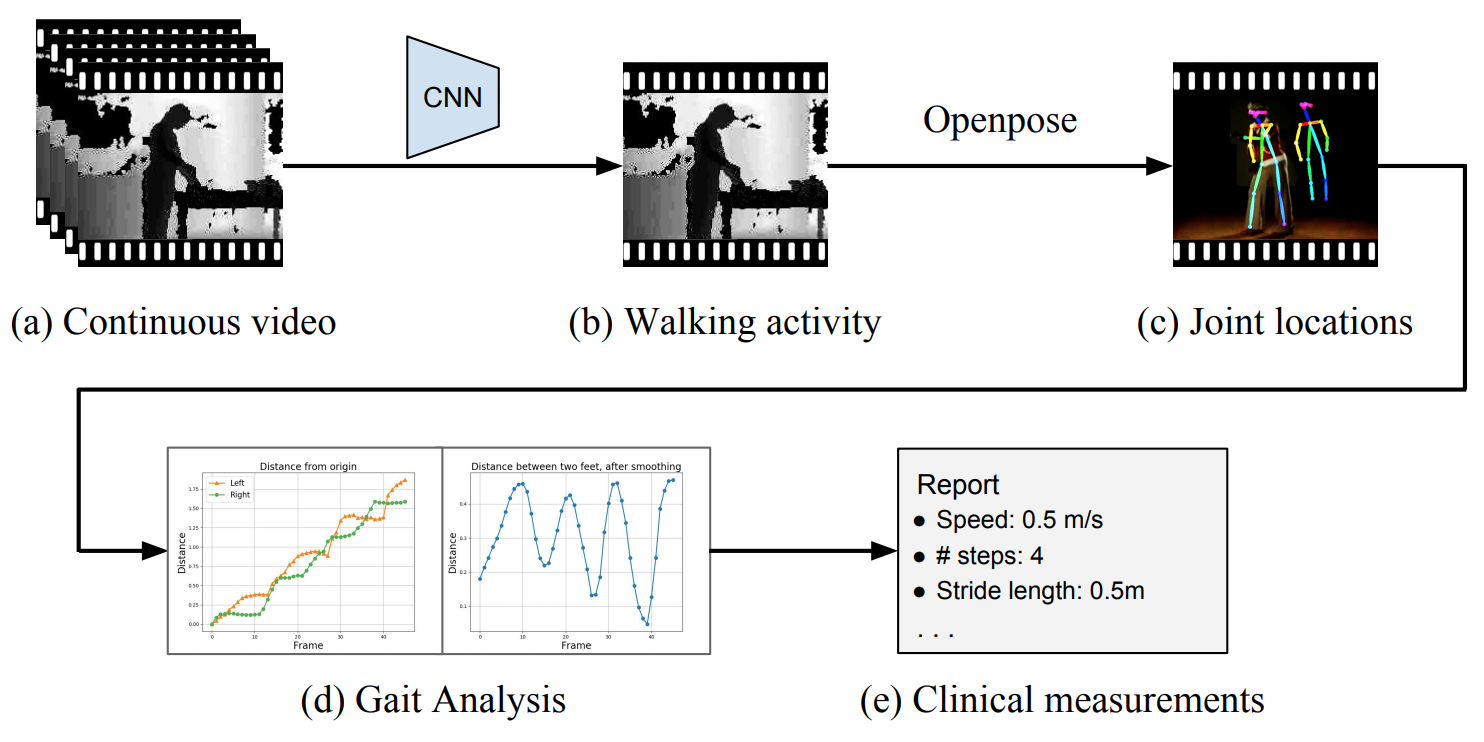 CNN
Openpose
(a) Continuous video
(b) Walking activity
(c) Joint locations
Distance from origin
Left
Right
1.75
1.50
1.25
1.00
0.75
0.50
0.25
0.00
Distance
0 10 20 30 40
Frame
Distance between two feet, after smoothing
0.4
0.3
0.2
0.1
Distance
0 10 20 30 40
Frame
Report
● Speed: 0.5 m/s
● # steps: 4
● Stride length: 0.5m
. . .
(d) Gait Analysis
(e) Clinical measurements